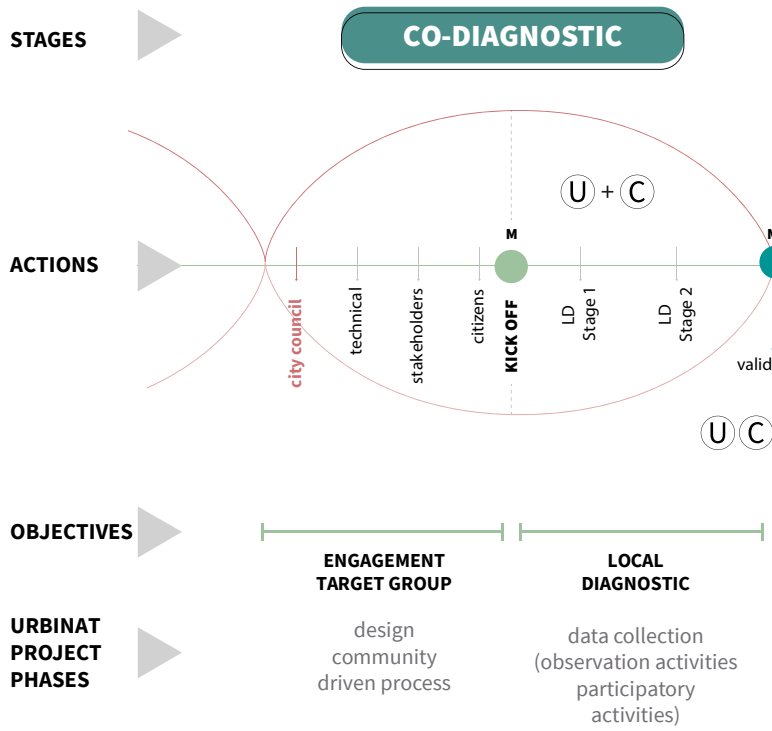 STAGES
CO-DIAGNOSTIC
U + C
M
M
ACTIONS
city council
technical
stakeholders
citizens
KICK OFF
LD
Stage 1
LD
Stage 2
valid
U C
OBJECTIVES
ENGAGEMENT
TARGET GROUP
LOCAL
DIAGNOSTIC
URBINAT
PROJECT
PHASES
design
community
driven process
data collection
(observation activities
participatory
activities)